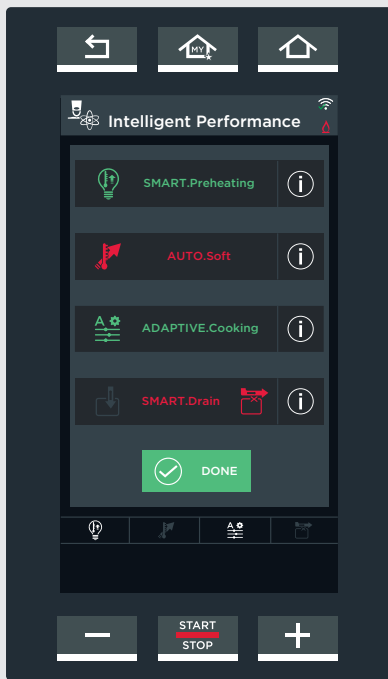 MY
Intelligent Performance
SMART.Preheating
i
AUTO.Soft
i
A
ADAPTIVE.Cooking
i
SMART.Drain
i
DONE
A
START
STOP